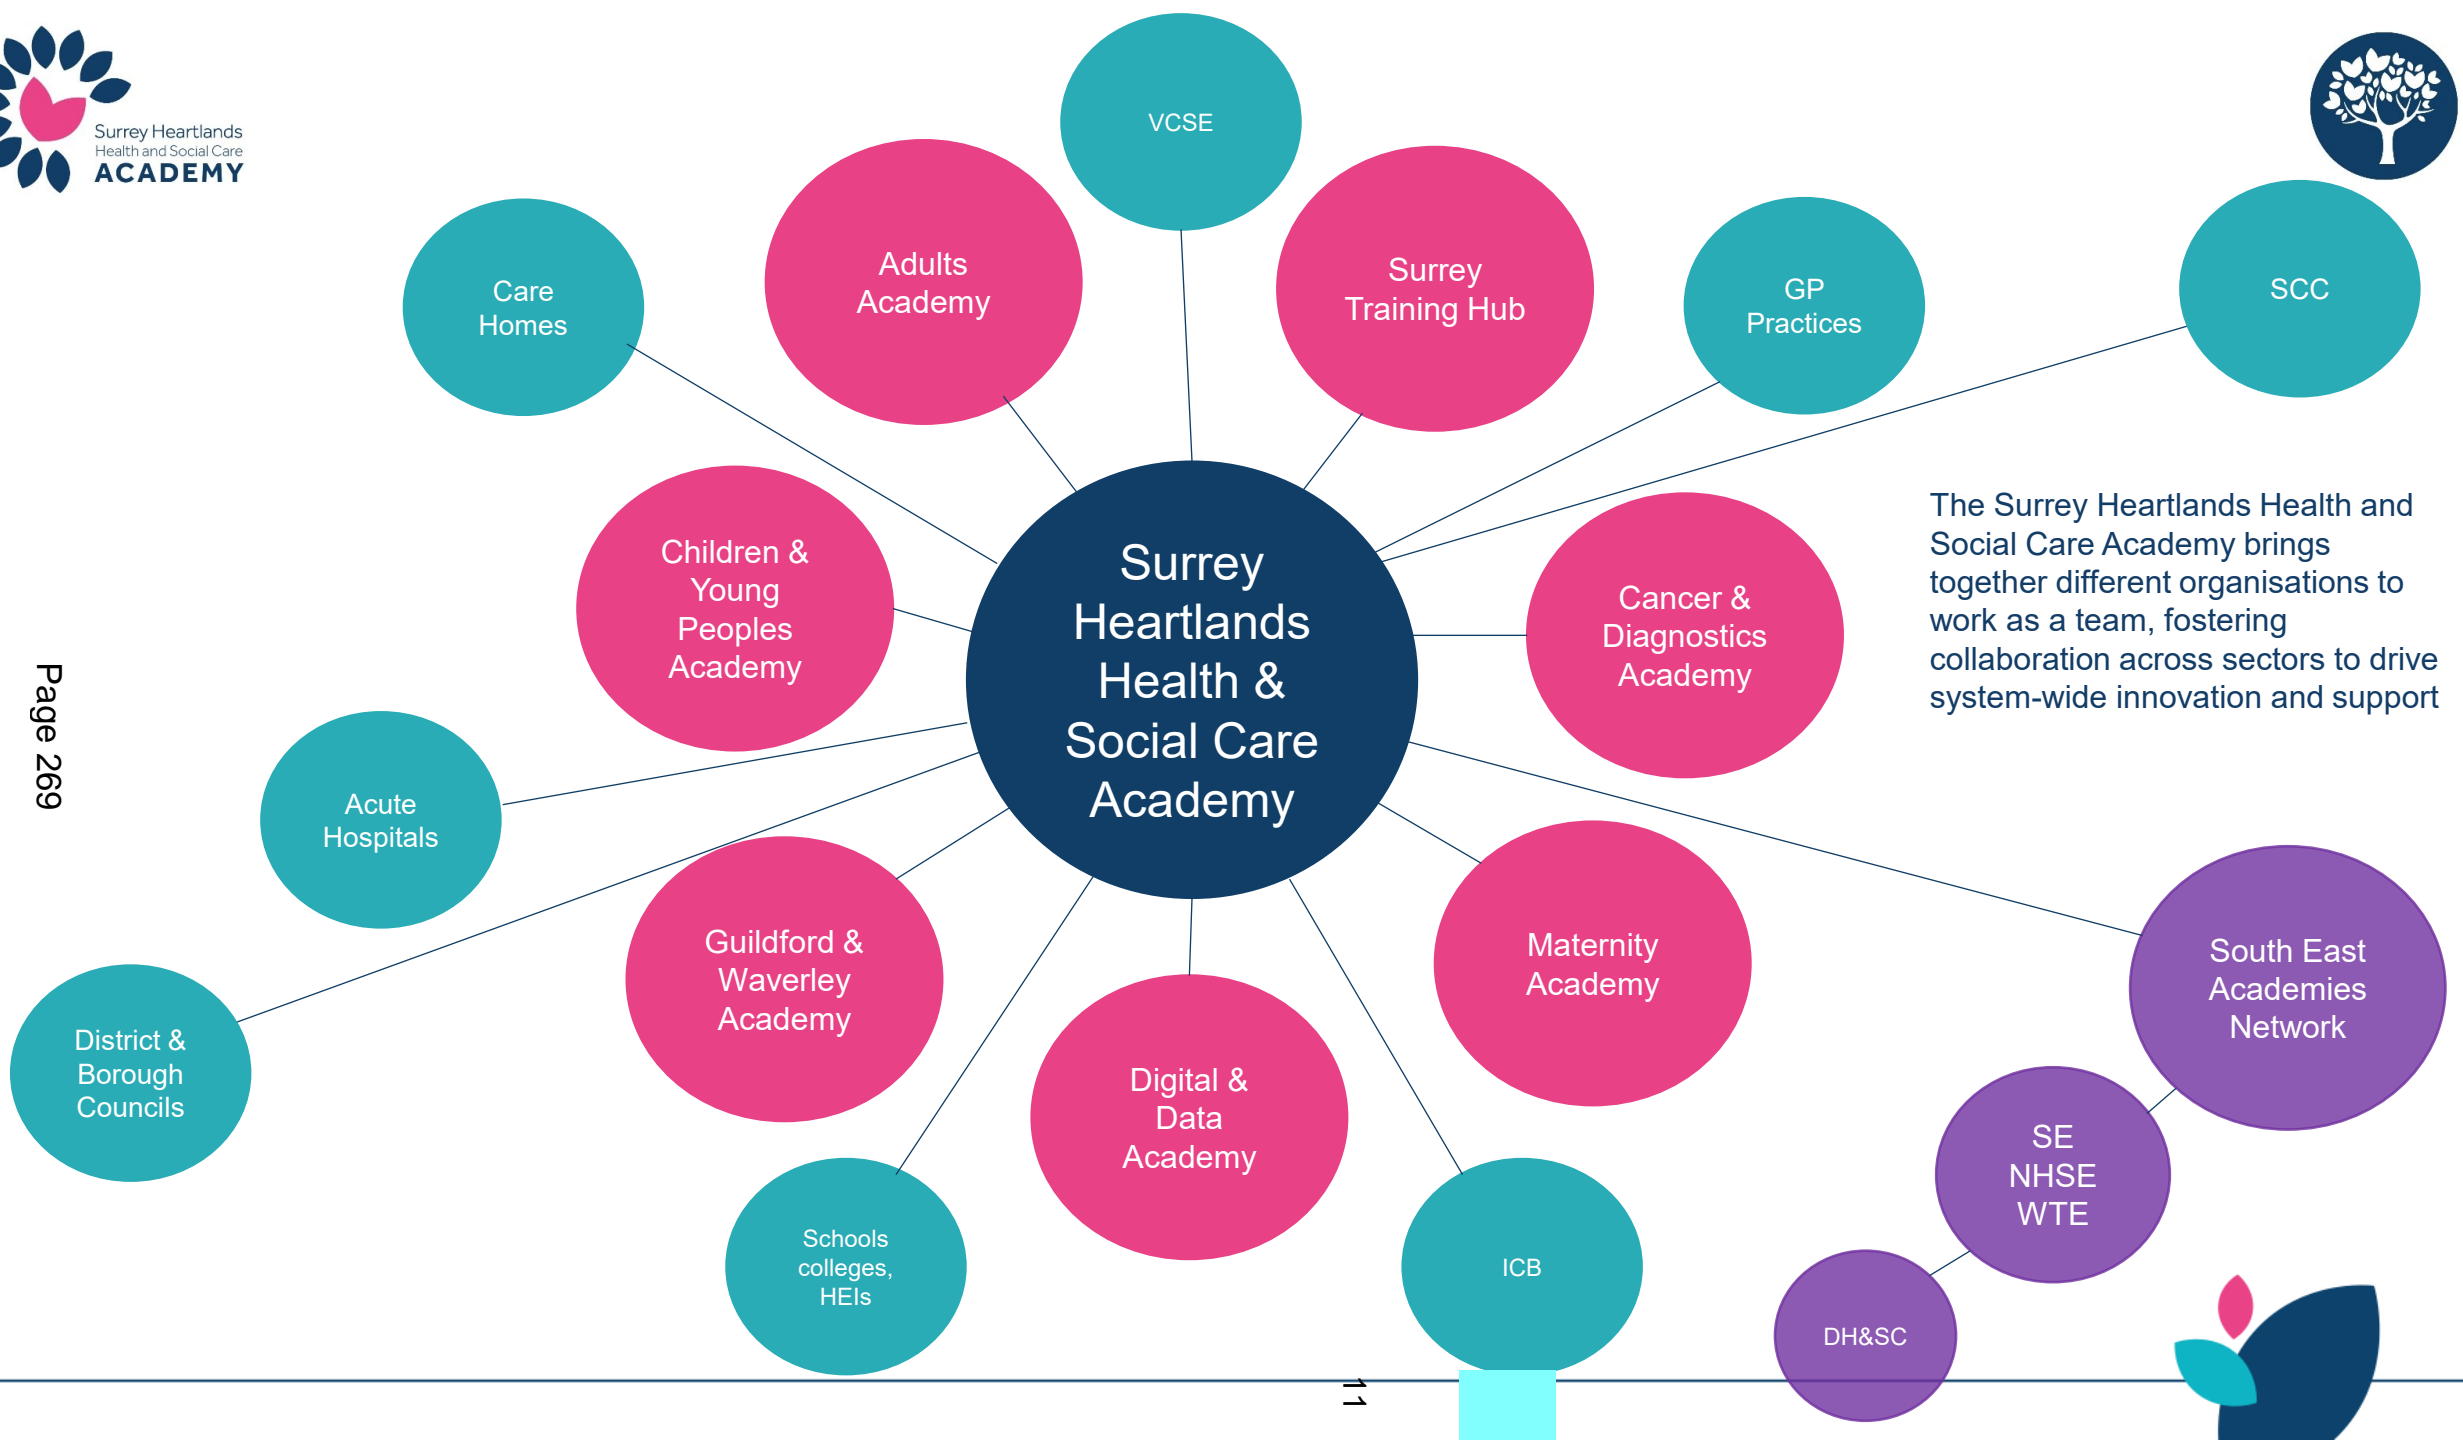 Surrey Heartlands
Health and Social Care
ACADEMY
VCSE
Adults
Academy
Surrey
Training Hub
Care
Homes
GP
Practices
SCC
Children &
Young
Peoples
Academy
Surrey
Heartlands
Health &
Social Care
Academy
Cancer &
Diagnostics
Academy
The Surrey Heartlands Health and
Social Care Academy brings
together different organisations to
work as a team, fostering
collaboration across sectors to drive
system-wide innovation and support
Page 269
Acute
Hospitals
District &
Borough
Councils
Guildford &
Waverley
Academy
Maternity
Academy
South East
Academies
Network
Digital &
Data
Academy
SE
NHSE
WTE
Schools
colleges,
HEIs
ICB
DH&SC
11